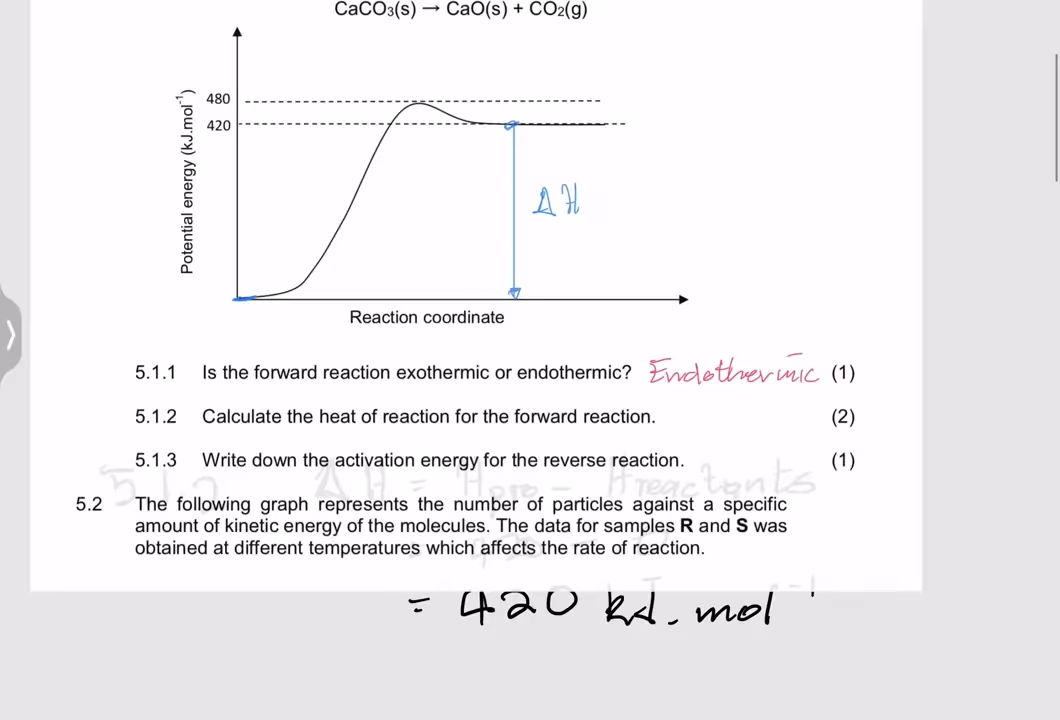 CaCO₃(s) → CaO(s) + CO₂(g)
Potential energy (kJ.mol⁻¹)
480
420
ΔH
Reaction coordinate
5.1.1 Is the forward reaction exothermic or endothermic? Endothermic (1)
5.1.2 Calculate the heat of reaction for the forward reaction. (2)
5.1.3 Write down the activation energy for the reverse reaction. (1)
5.1.2 ΔH = Hpro - Hreactants
5.2 The following graph represents the number of particles against a specific
amount of kinetic energy of the molecules. The data for samples R and S was
obtained at different temperatures which affects the rate of reaction.
= 420 - 0
= 420 kJ.mol⁻¹